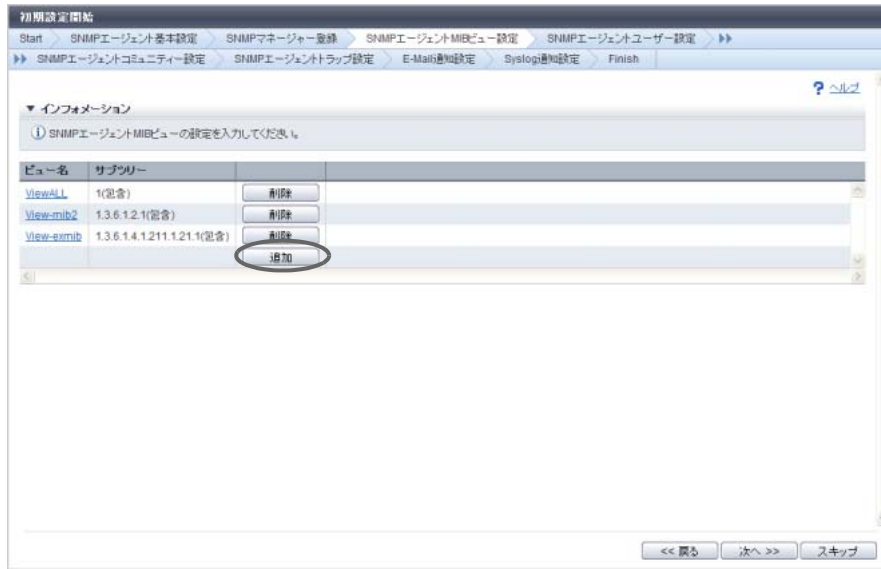 初期設定開始
Start SNMPエージェント基本設定 SNMPマネージャー登録 SNMPエージェントMIBビュー設定 SNMPエージェントユーザー設定
SNMPエージェントコミュニティー設定 SNMPエージェントトラップ設定 E-Mail通知設定 Syslog通知設定 Finish
? ヘルプ
▼ インフォメーション
SNMPエージェントMIBビューの設定を入力してください。
ビュー名 サブツリー
ViewALL 1(包含) 削除
View-mib2 1.3.6.1.2.1(包含) 削除
View-exmib 1.3.6.1.4.1.211.1.21.1(包含) 削除
追加
<< 戻る 次へ >> スキップ